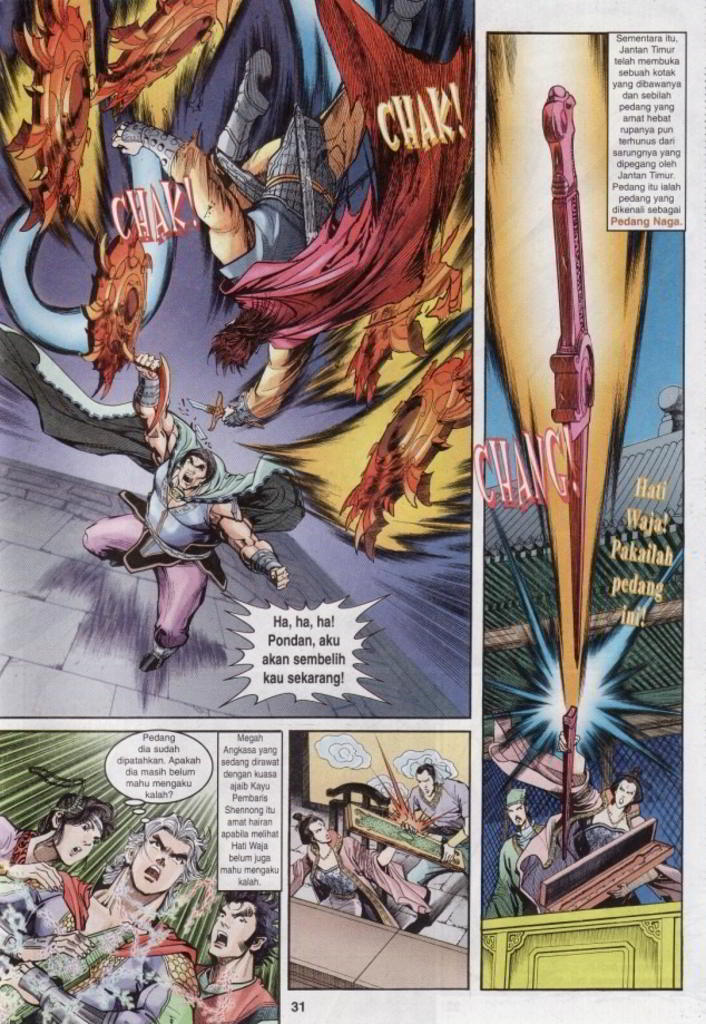 CHAK!
CHAK!
Ha, ha, ha!
Pondan, aku
akan sembelih
kau sekarang!
Pedang
dia sudah
dipatahkan. Apakah
dia masih belum
mahu mengaku
kalah?
Megah
Angkasa yang
sedang dirawat
dengan kuasa
ajaib Kayu
Pembaris
Shennong itu
amat hairan
apabila melihat
Hati Waja
belum juga
mahu mengaku
kalah.
Sementara itu,
Jantan Timur
telah membuka
sebuah kotak
yang dibawanya
dan sebilah
pedang yang
amat hebat
rupanya pun
terhunus dari
sarungnya yang
dipegang oleh
Jantan Timur.
Pedang itu ialah
pedang yang
dikenali sebagai
Pedang Naga.
CHANG!
Hati
Waja!
Pakailah
pedang
ini!
31